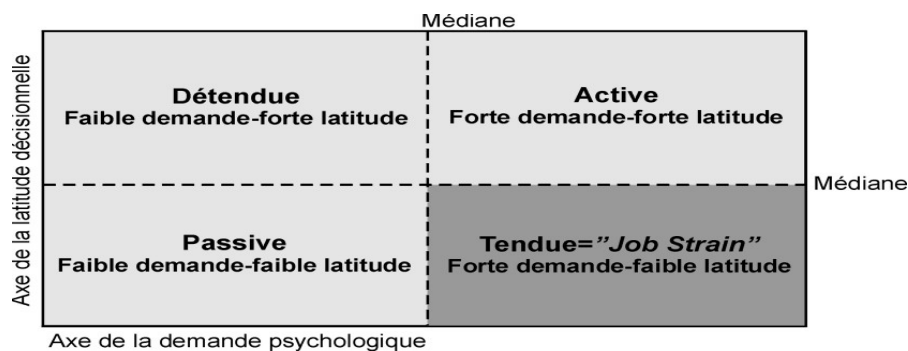 Médiane
Axe de la latitude décisionnelle
Détendue
Faible demande-forte latitude
Active
Forte demande-forte latitude
Médiane
Passive
Faible demande-faible latitude
Tendue=”Job Strain”
Forte demande-faible latitude
Axe de la demande psychologique